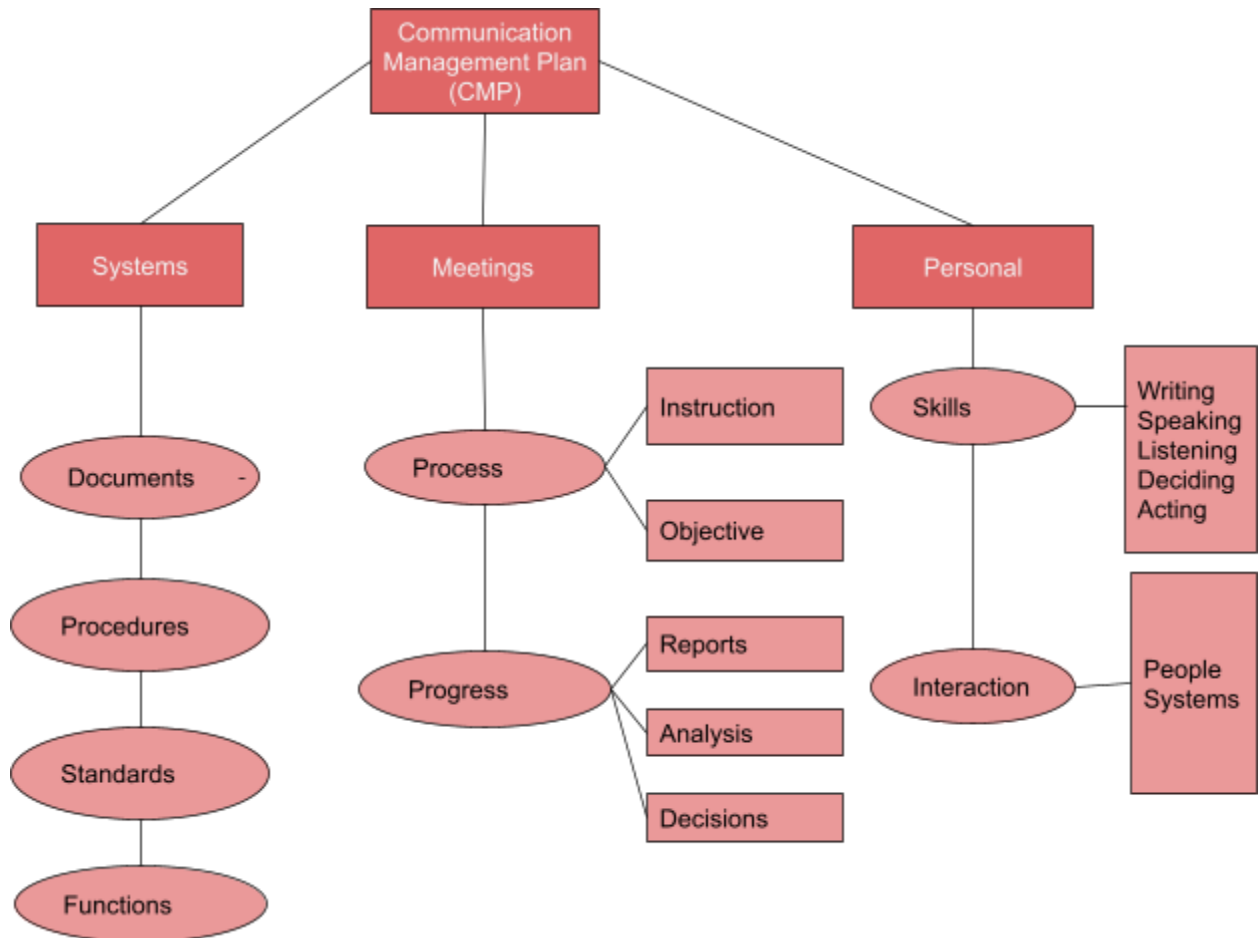 Communication
Management Plan
(CMP)
Systems
Meetings
Personal
Documents -
Procedures
Standards
Functions
Process
Instruction
Objective
Progress
Reports
Analysis
Decisions
Skills
Writing
Speaking
Listening
Deciding
Acting
Interaction
People
Systems